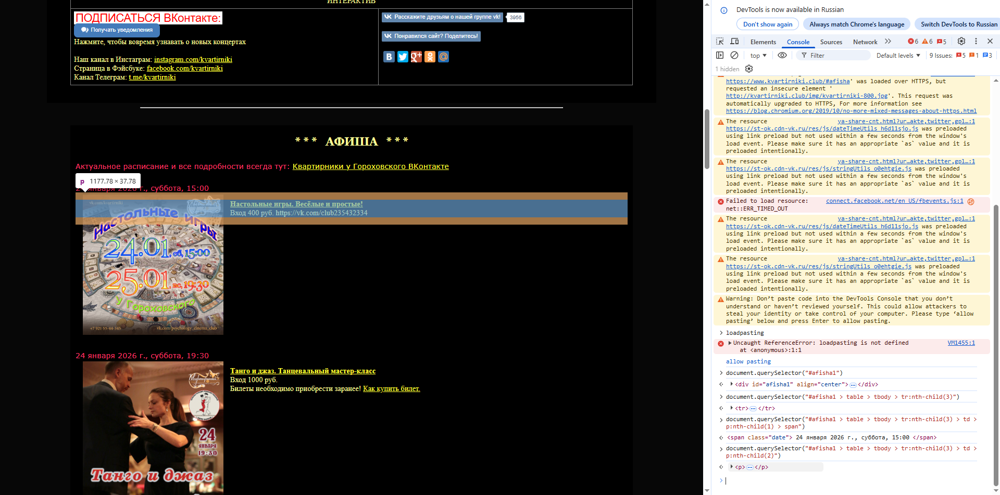 ИНТЕРАКТИВ
ПОДПИСАТЬСЯ ВКонтакте:
Получать уведомления
Нажмите, чтобы вовремя узнавать о новых концертах
Наш канал в Инстаграм: instagram.com/kvartirniki
Страница в Фэйсбуке: facebook.com/kvartirniki
Канал Телеграм: t.me/kvartirniki
Расскажите друзьям о нашей группе vk! 3956
Понравился сайт? Поделитесь!
*** АФИША ***
Актуальное расписание и все подробности всегда тут: Квартирники у Гороховского ВКонтакте
p 1177.78 × 37.78
24 января 2026 г., суббота, 15:00
vk.com/kvartirniki
Настольные игры
24.01, сб, 15:00
25.01, вс, 19:30
У Гороховского
+7 921 55-44-345 vk.com/psychology_cinema_club
Настольные игры. Весёлые и простые!
Вход 400 руб. https://vk.com/club235432334
24 января 2026 г., суббота, 19:30
24
ЯНВАРЯ
19:30
Танго и джаз
Танго и джаз. Танцевальный мастер-класс
Вход 1000 руб.
Билеты необходимо приобрести заранее! Как купить билет.
DevTools is now available in Russian
Don't show again Always match Chrome's language Switch DevTools to Russian
Elements Console Sources Network 6 6 5
top Filter Default levels 9 Issues: 5 1 3
1 hidden
https://www.kvartirniki.club/#afisha' was loaded over HTTPS, but
requested an insecure element '
http://kvartirniki.club/img/kvartirniki-800.jpg'. This request was
automatically upgraded to HTTPS, For more information see
https://blog.chromium.org/2019/10/no-more-mixed-messages-about-https.html
The resource ya-share-cnt.html?ur…akte,twitter,gpl…:1
https://st-ok.cdn-vk.ru/res/js/dateTimeUtils_h6d11sjo.js was preloaded
using link preload but not used within a few seconds from the window's
load event. Please make sure it has an appropriate `as` value and it is
preloaded intentionally.
The resource ya-share-cnt.html?ur…akte,twitter,gpl…:1
https://st-ok.cdn-vk.ru/res/js/stringUtils_o0ehtgie.js was preloaded
using link preload but not used within a few seconds from the window's
load event. Please make sure it has an appropriate `as` value and it is
preloaded intentionally.
Failed to load resource: connect.facebook.net/en_US/fbevents.js:1
net::ERR_TIMED_OUT
The resource ya-share-cnt.html?ur…akte,twitter,gpl…:1
https://st-ok.cdn-vk.ru/res/js/dateTimeUtils_h6d11sjo.js was preloaded
using link preload but not used within a few seconds from the window's
load event. Please make sure it has an appropriate `as` value and it is
preloaded intentionally.
The resource ya-share-cnt.html?ur…akte,twitter,gpl…:1
https://st-ok.cdn-vk.ru/res/js/stringUtils_o0ehtgie.js was preloaded
using link preload but not used within a few seconds from the window's
load event. Please make sure it has an appropriate `as` value and it is
preloaded intentionally.
Warning: Don’t paste code into the DevTools Console that you don’t
understand or haven’t reviewed yourself. This could allow attackers to
steal your identity or take control of your computer. Please type ‘allow
pasting’ below and press Enter to allow pasting.
loadpasting
Uncaught ReferenceError: loadpasting is not defined VM1455:1
at <anonymous>:1:1
allow pasting
document.querySelector("#afisha1")
<div id="afisha1" align="center">…</div>
document.querySelector("#afisha1 > table > tbody > tr:nth-child(3)")
<tr>…</tr>
document.querySelector("#afisha1 > table > tbody > tr:nth-child(3) > td >
p:nth-child(1) > span")
<span class="date"> 24 января 2026 г., суббота, 15:00 </span>
document.querySelector("#afisha1 > table > tbody > tr:nth-child(3) > td >
p:nth-child(2)")
<p>…</p>